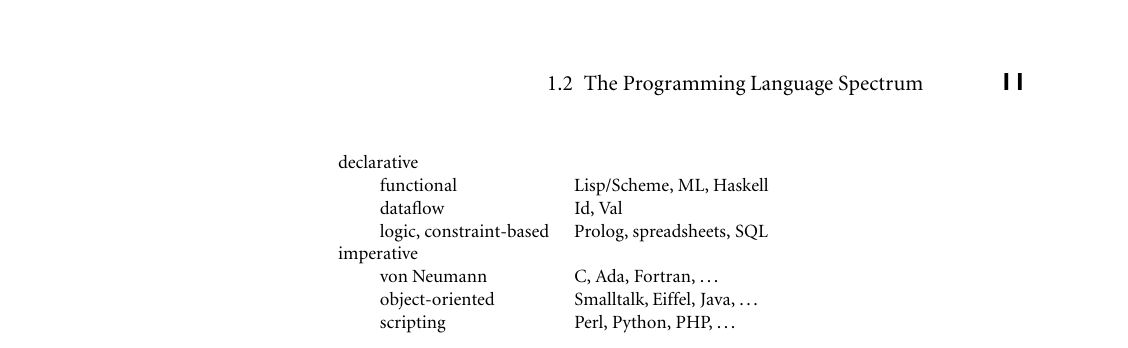 1.2 The Programming Language Spectrum 11
declarative
functional Lisp/Scheme, ML, Haskell
dataflow Id, Val
logic, constraint-based Prolog, spreadsheets, SQL
imperative
von Neumann C, Ada, Fortran, ...
object-oriented Smalltalk, Eiffel, Java, ...
scripting Perl, Python, PHP, ...